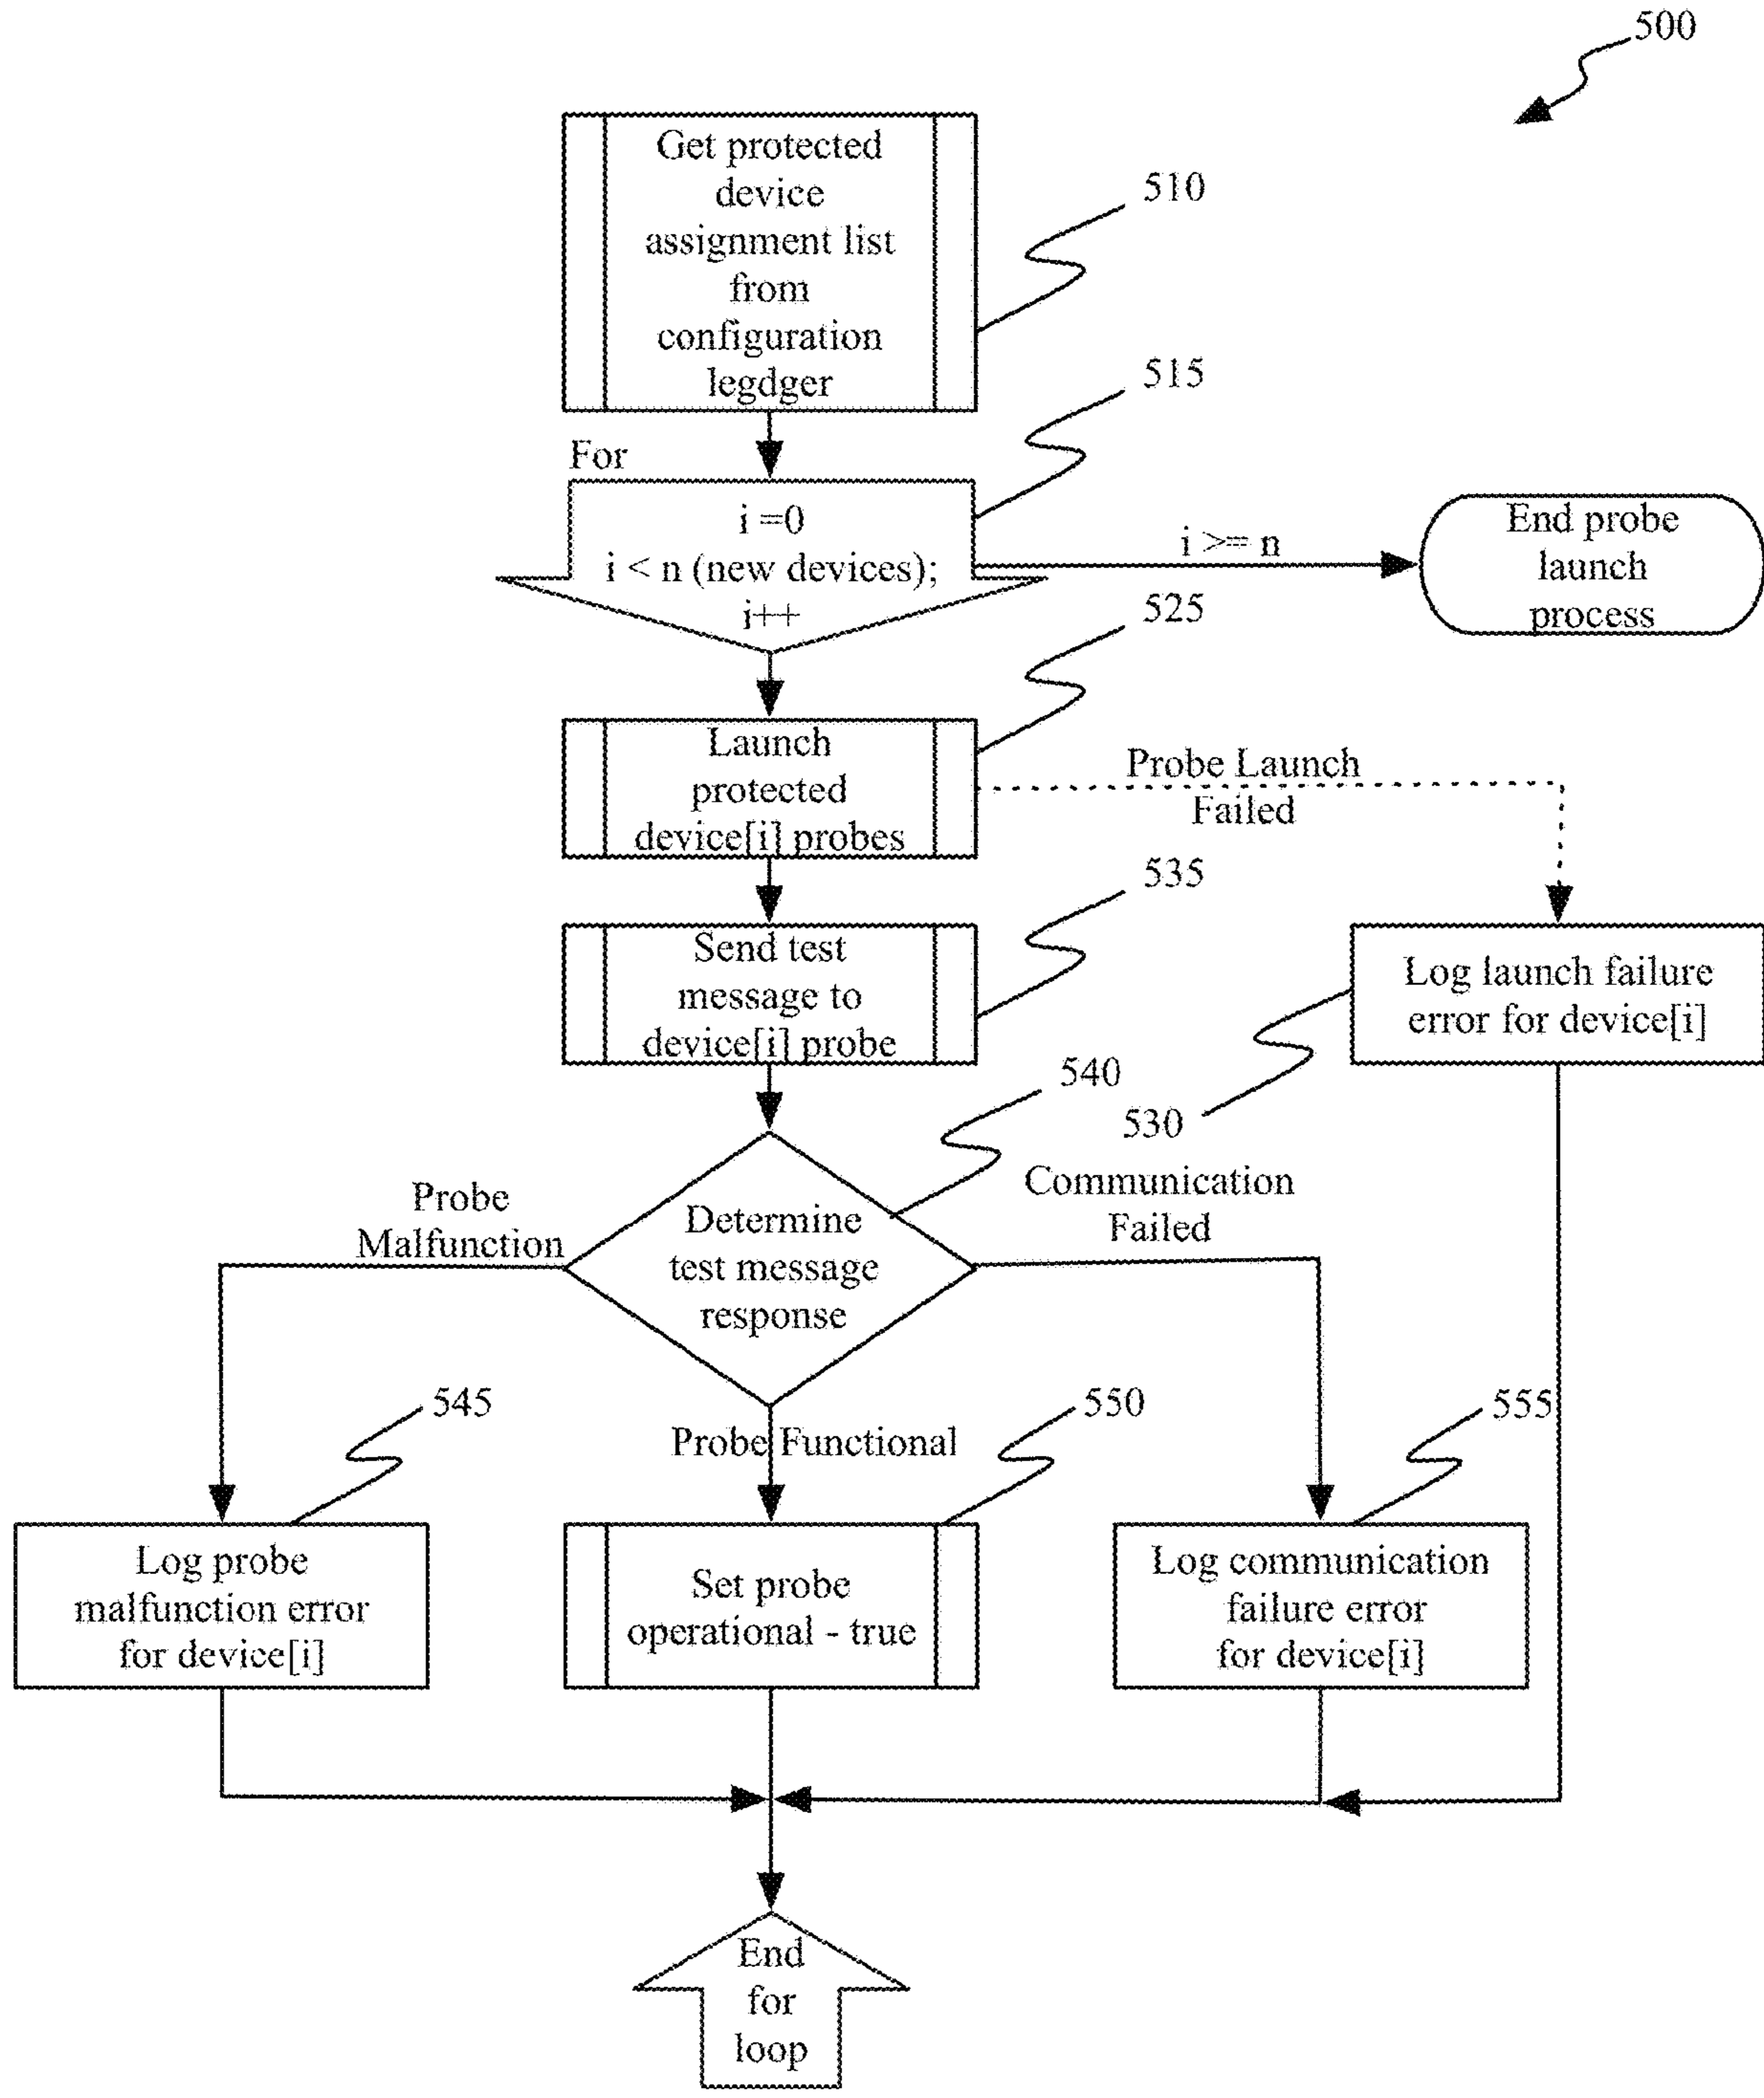 500
Get protected
device
assignment list
from
configuration
legdger
510
515
For
i =0
i < n (new devices);
i++
i >= n
End probe
launch
process
525
Launch
protected
device[i] probes
Probe Launch
Failed
535
Send test
message to
device[i] probe
Log launch failure
error for device[i]
530
540
Probe
Malfunction
Determine
test message
response
Communication
Failed
545
Probe Functional
550
555
Log probe
malfunction error
for device[i]
Set probe
operational - true
Log communication
failure error
for device[i]
End
for
loop